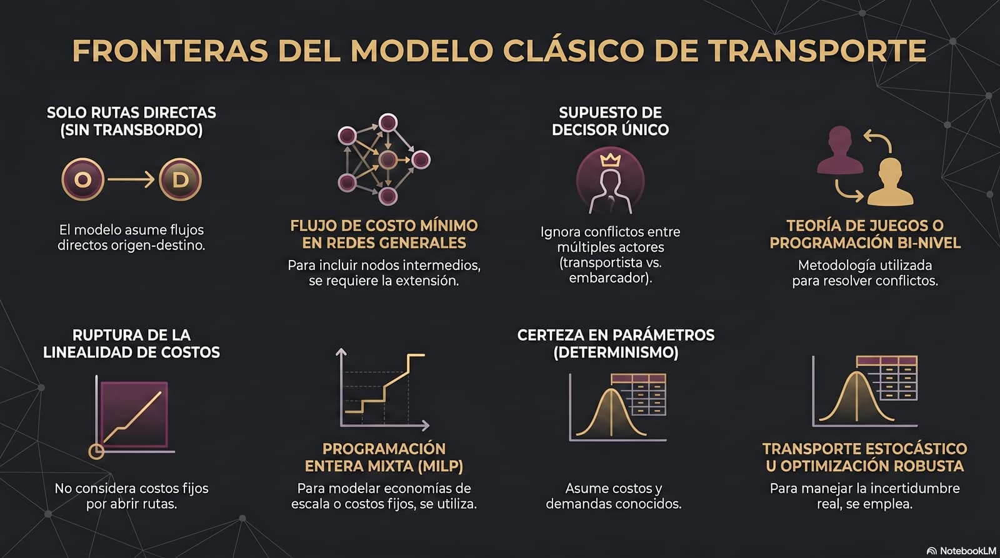 FRONTERAS DEL MODELO CLÁSICO DE TRANSPORTE
SOLO RUTAS DIRECTAS
(SIN TRANSBORDO)
O
D
El modelo asume flujos
directos origen-destino.
FLUJO DE COSTO MÍNIMO
EN REDES GENERALES
Para incluir nodos intermedios,
se requiere la extensión.
SUPUESTO DE
DECISOR ÚNICO
Ignora conflictos entre
múltiples actores
(transportista vs.
embarcador).
TEORÍA DE JUEGOS O
PROGRAMACIÓN BI-NIVEL
Metodología utilizada
para resolver conflictos.
RUPTURA DE LA
LINEALIDAD DE COSTOS
No considera costos fijos
por abrir rutas.
PROGRAMACIÓN
ENTERA MIXTA (MILP)
Para modelar economías de
escala o costos fijos, se utiliza.
CERTEZA EN PARÁMETROS
(DETERMINISMO)
Asume costos y
demandas conocidos.
TRANSPORTE ESTOCÁSTICO
U OPTIMIZACIÓN ROBUSTA
Para manejar la incertidumbre
real, se emplea.
NotebookLM